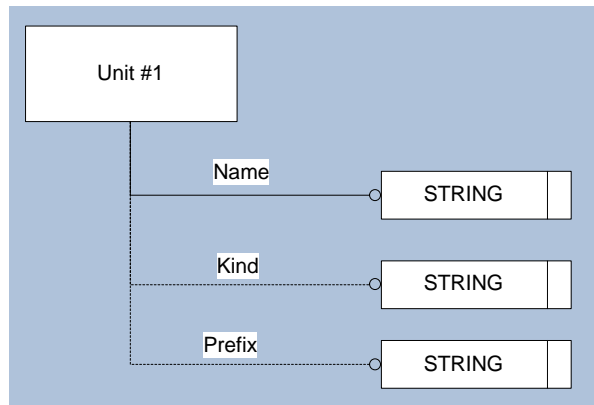 Unit #1
Name
STRING
Kind
STRING
Prefix
STRING